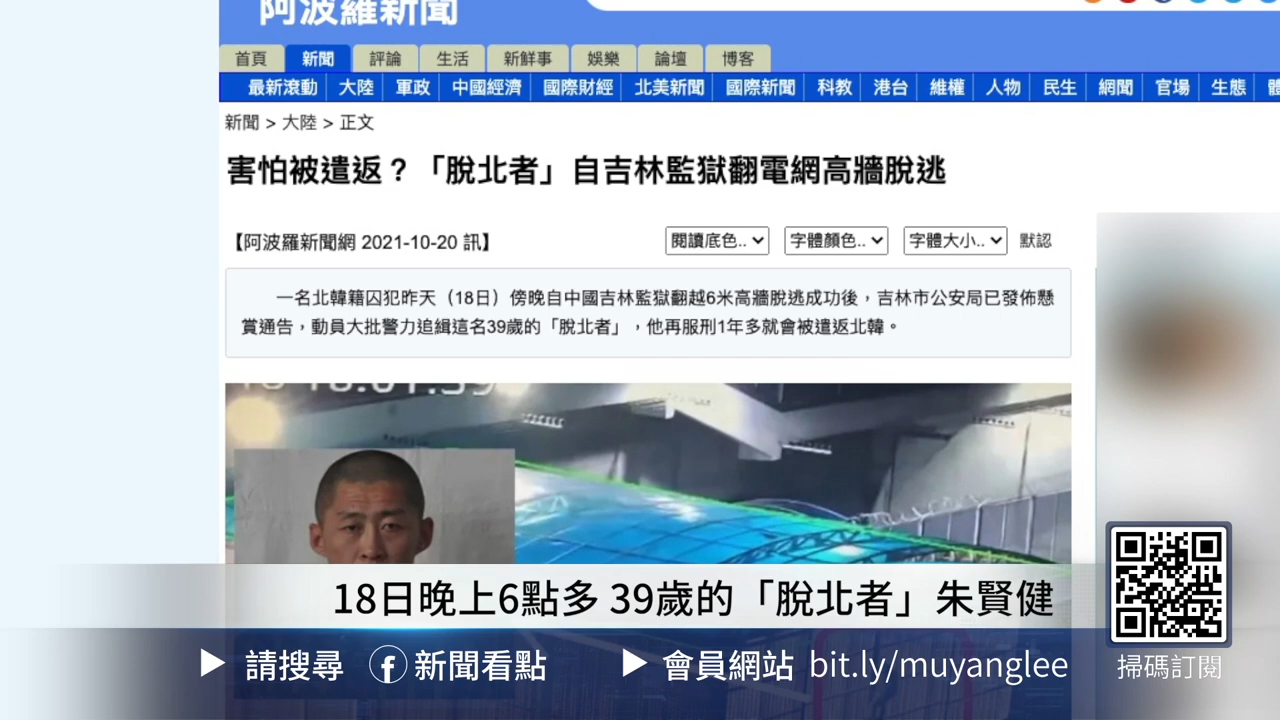 阿波羅新聞
首頁 新聞 評論 生活 新鮮事 娛樂 論壇 博客
最新滾動 大陸 軍政 中國經濟 國際財經 北美新聞 國際新聞 科教 港台 維權 人物 民生 網聞 官場 生態
新聞 > 大陸 > 正文
害怕被遣返？「脫北者」自吉林監獄翻電網高牆脫逃
【阿波羅新聞網 2021-10-20 訊】 閱讀底色.. 字體顏色.. 字體大小.. 默認
一名北韓籍囚犯昨天（18日）傍晚自中國吉林監獄翻越6米高牆脫逃成功後，吉林市公安局已發佈懸
賞通告，動員大批警力追緝這名39歲的「脫北者」，他再服刑1年多就會被遣返北韓。
18日晚上6點多 39歲的「脫北者」朱賢健
請搜尋 新聞看點 會員網站 bit.ly/muyanglee
掃碼訂閱